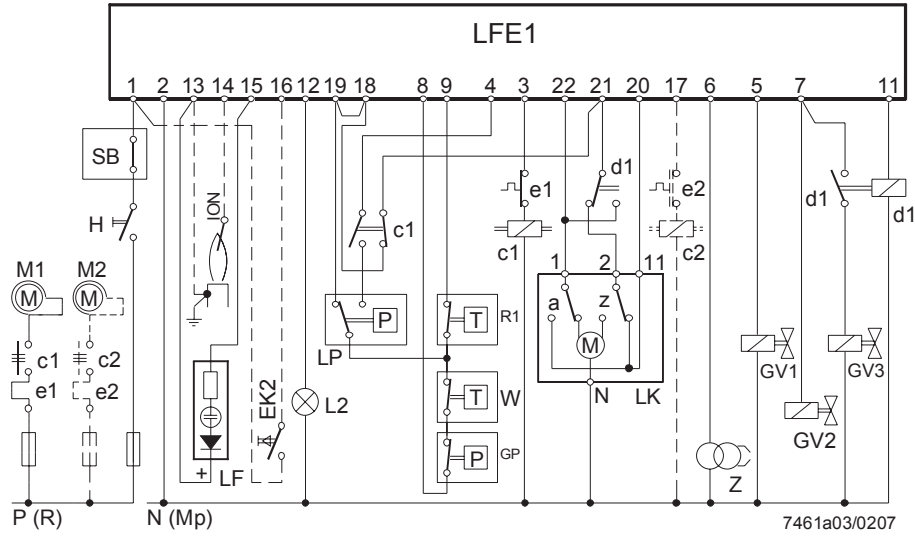 LFE1
1 2 13 14 15 16 12 19 18 8 9 4 3 22 21 20 17 6 5 7 11
SB
H
ION
M1 M2
M M
c1 c2
e1 e2
EK2
+ LF
L2
c1
P
LP
T R1
T W
P GP
e1
c1
d1
e2
c2
1 2 11
a z
M
N LK
d1
d1
GV1
GV3
GV2
Z
P (R) N (Mp)
7461a03/0207